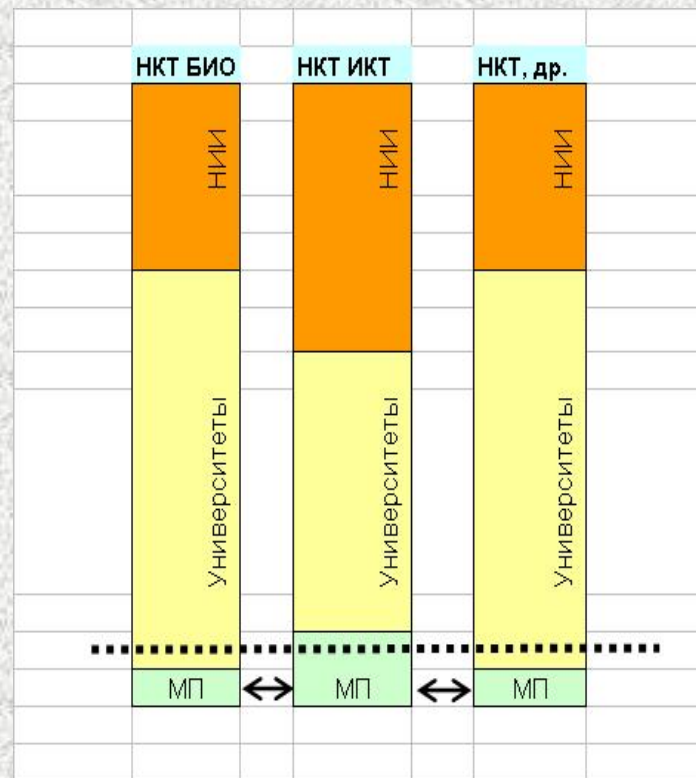 НКТ БИО
НКТ ИКТ
НКТ, др.
НИИ
НИИ
НИИ
Университеты
Университеты
Университеты
МП
МП
МП